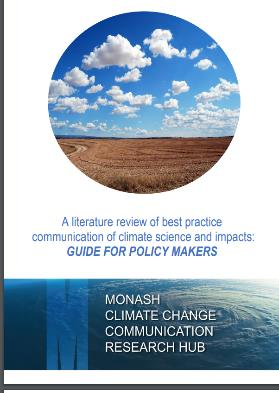 A literature review of best practice
communication of climate science and impacts:
GUIDE FOR POLICY MAKERS
MONASH
CLIMATE CHANGE
COMMUNICATION
RESEARCH HUB